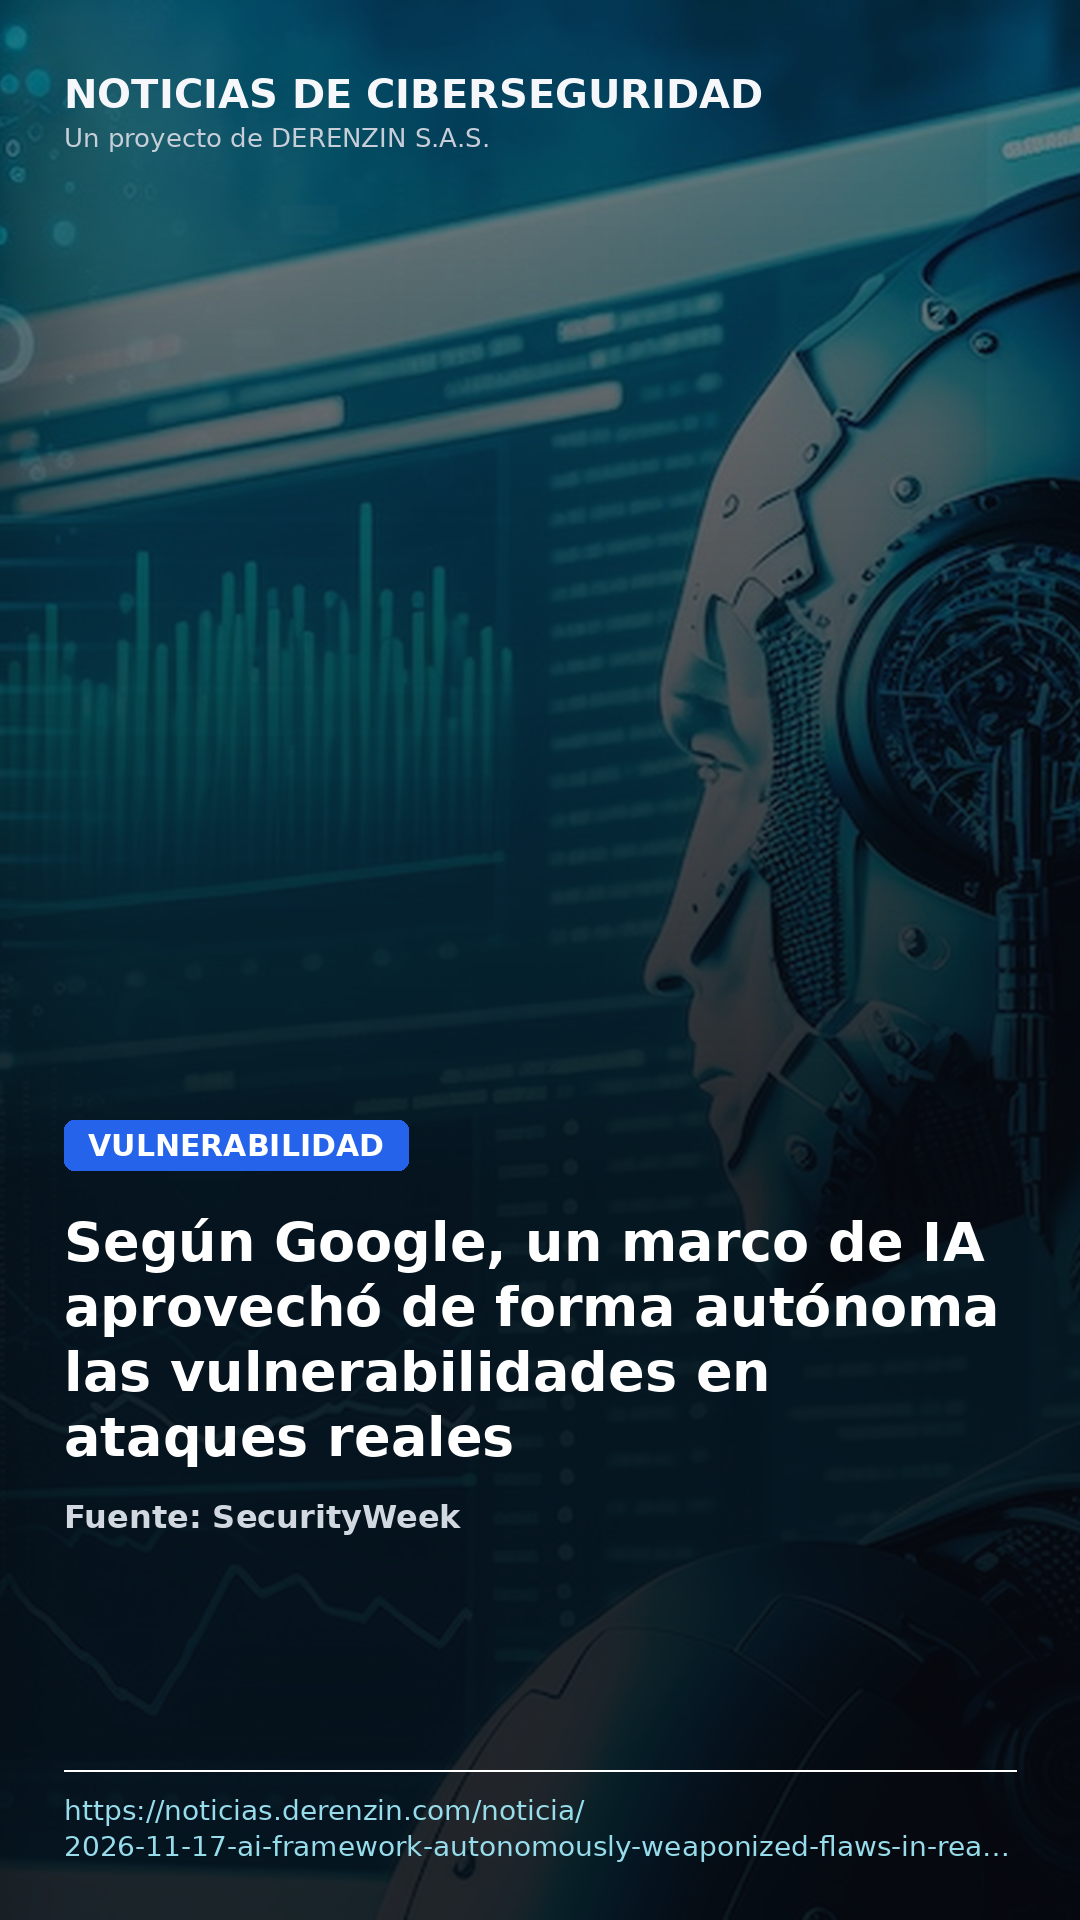 NOTICIAS DE CIBERSEGURIDAD
Un proyecto de DERENZIN S.A.S.
VULNERABILIDAD
Según Google, un marco de IA
aprovechó de forma autónoma
las vulnerabilidades en
ataques reales
Fuente: SecurityWeek
https://noticias.derenzin.com/noticia/
2026-11-17-ai-framework-autonomously-weaponized-flaws-in-rea…